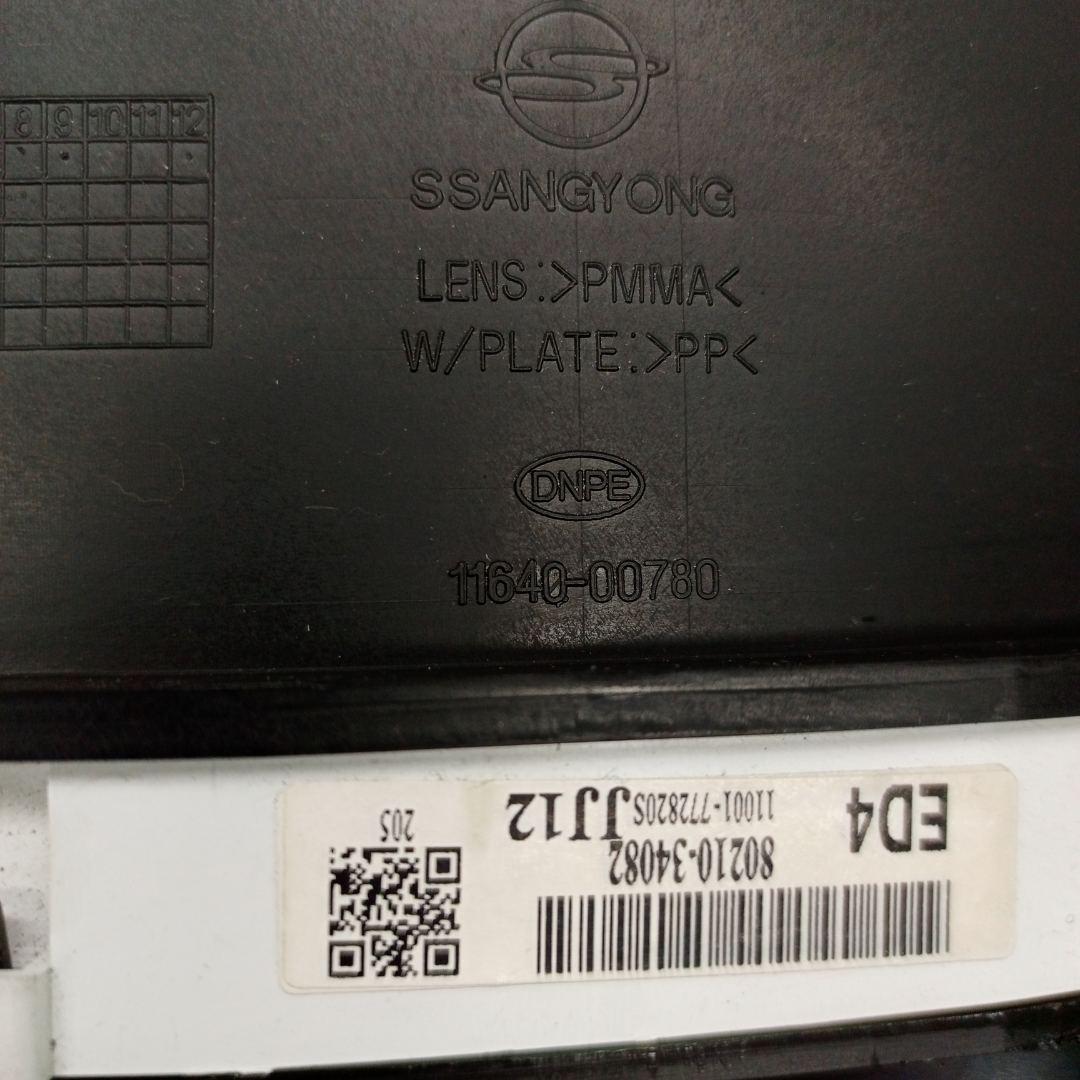 8 9 10 11 12
SSANGYONG
LENS:>PMMA<
W/PLATE:>PP<
DNPE
11640-00780
ED4
11001-772820S JJ12
80210-34082
205